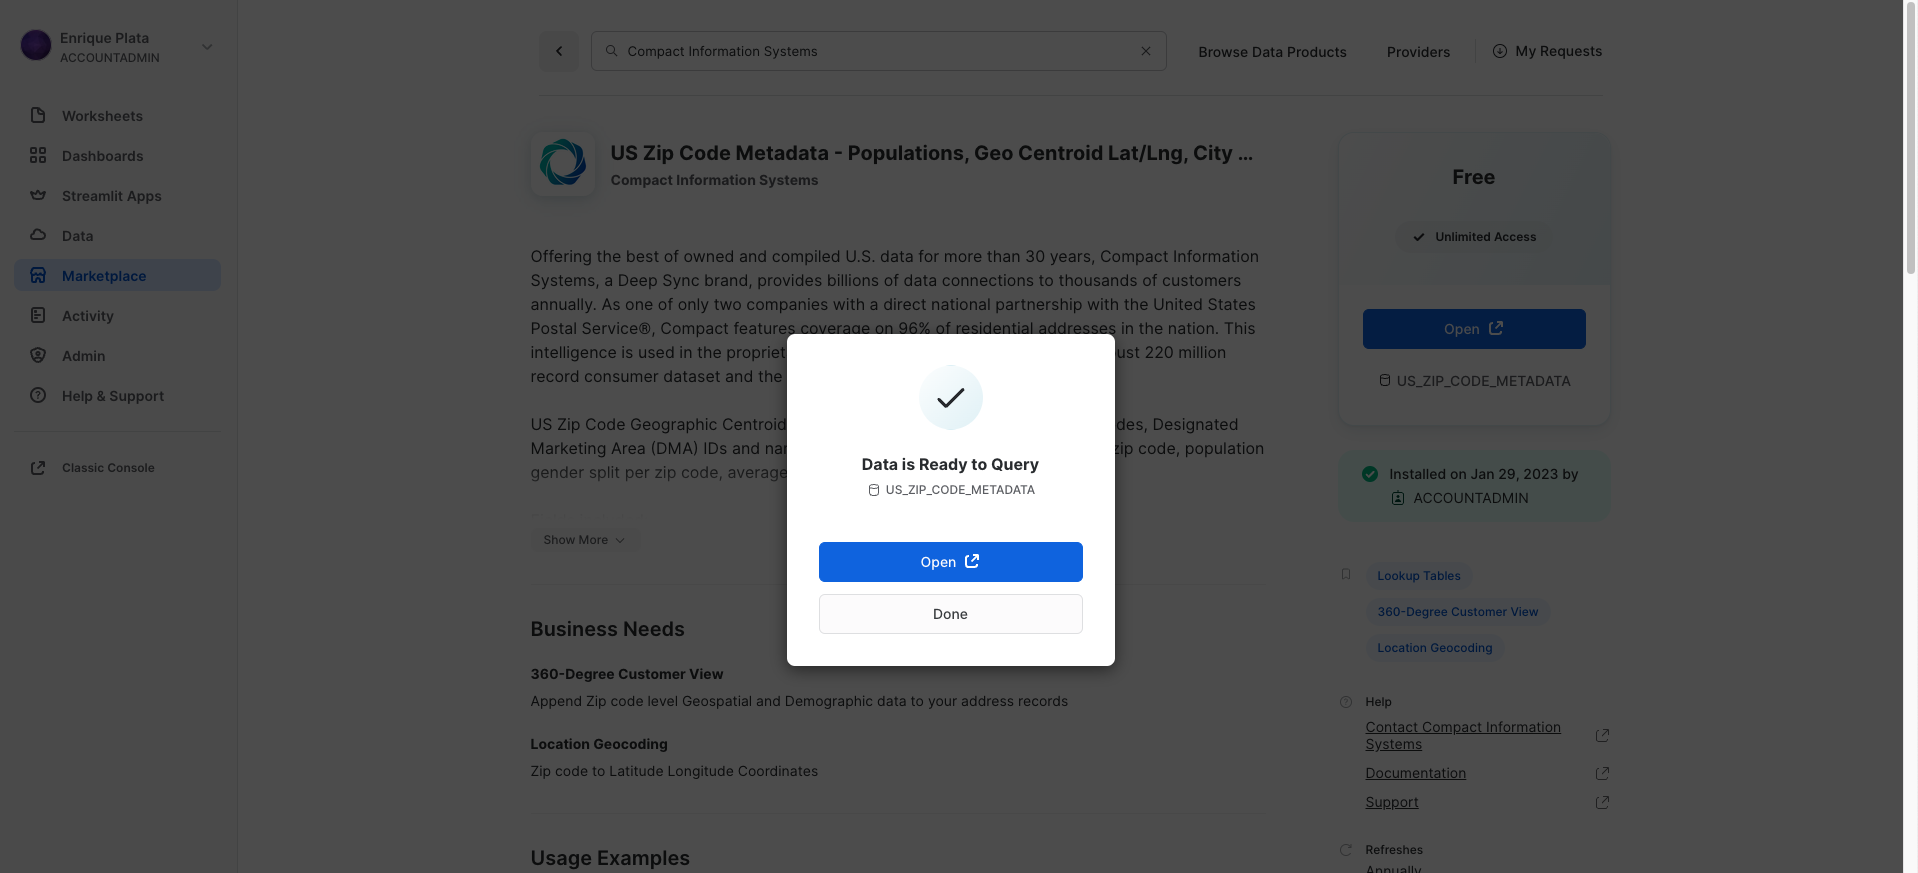 Enrique Plata
ACCOUNTADMIN
Worksheets
Dashboards
Streamlit Apps
Data
Marketplace
Activity
Admin
Help & Support
Classic Console
Compact Information Systems
Browse Data Products
Providers
My Requests
US Zip Code Metadata - Populations, Geo Centroid Lat/Lng, City ...
Compact Information Systems
Offering the best of owned and compiled U.S. data for more than 30 years, Compact Information
Systems, a Deep Sync brand, provides billions of data connections to thousands of customers
annually. As one of only two companies with a direct national partnership with the United States
Postal Service®, Compact features coverage on 96% of residential addresses in the nation. This
intelligence is used in the propriet ust 220 million
record consumer dataset and the
US Zip Code Geographic Centroid des, Designated
Marketing Area (DMA) IDs and nar zip code, population
gender split per zip code, average
Show More
Business Needs
360-Degree Customer View
Append Zip code level Geospatial and Demographic data to your address records
Location Geocoding
Zip code to Latitude Longitude Coordinates
Usage Examples
Data is Ready to Query
US_ZIP_CODE_METADATA
Open
Done
Free
Unlimited Access
Open
US_ZIP_CODE_METADATA
Installed on Jan 29, 2023 by
ACCOUNTADMIN
Lookup Tables
360-Degree Customer View
Location Geocoding
Help
Contact Compact Information
Systems
Documentation
Support
Refreshes
Annually